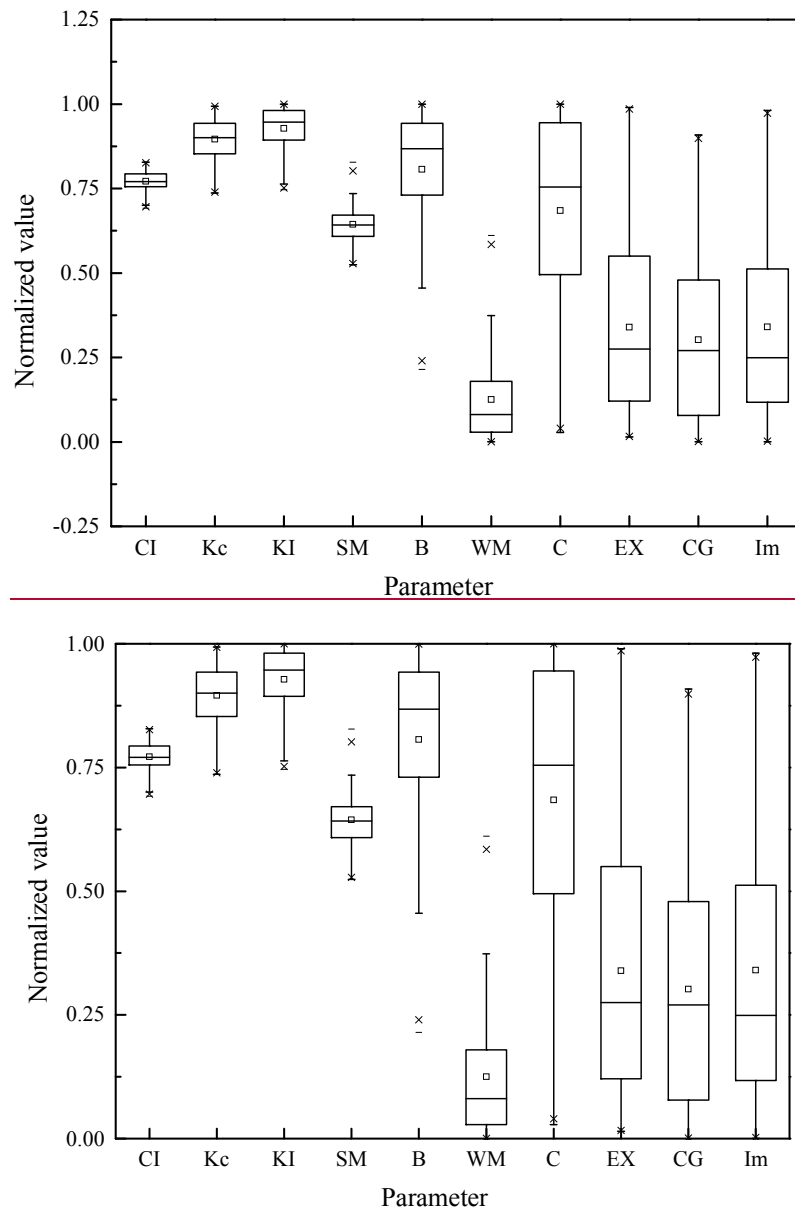 1.25
1.00
0.75
0.50
0.25
0.00
-0.25
Normalized value
CI Kc KI SM B WM C EX CG Im
Parameter
1.00
0.75
0.50
0.25
0.00
Normalized value
CI Kc KI SM B WM C EX CG Im
Parameter